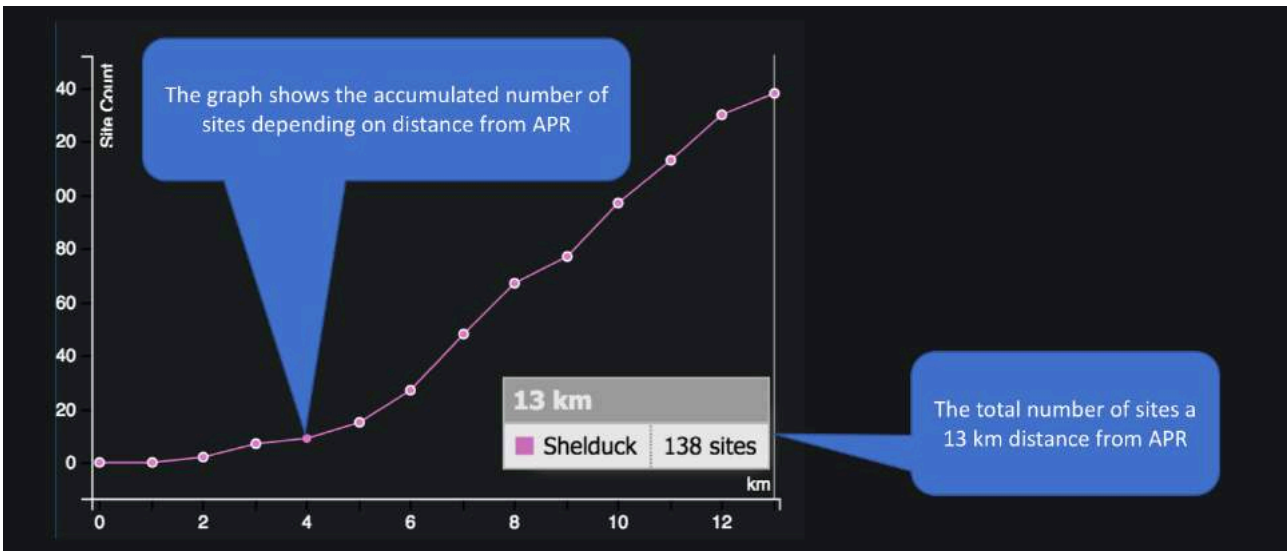 The graph shows the accumulated number of
sites depending on distance from APR
Site Count
40
20
00
80
60
40
20
0
13 km
Shelduck 138 sites
km
0 2 4 6 8 10 12
The total number of sites a
13 km distance from APR